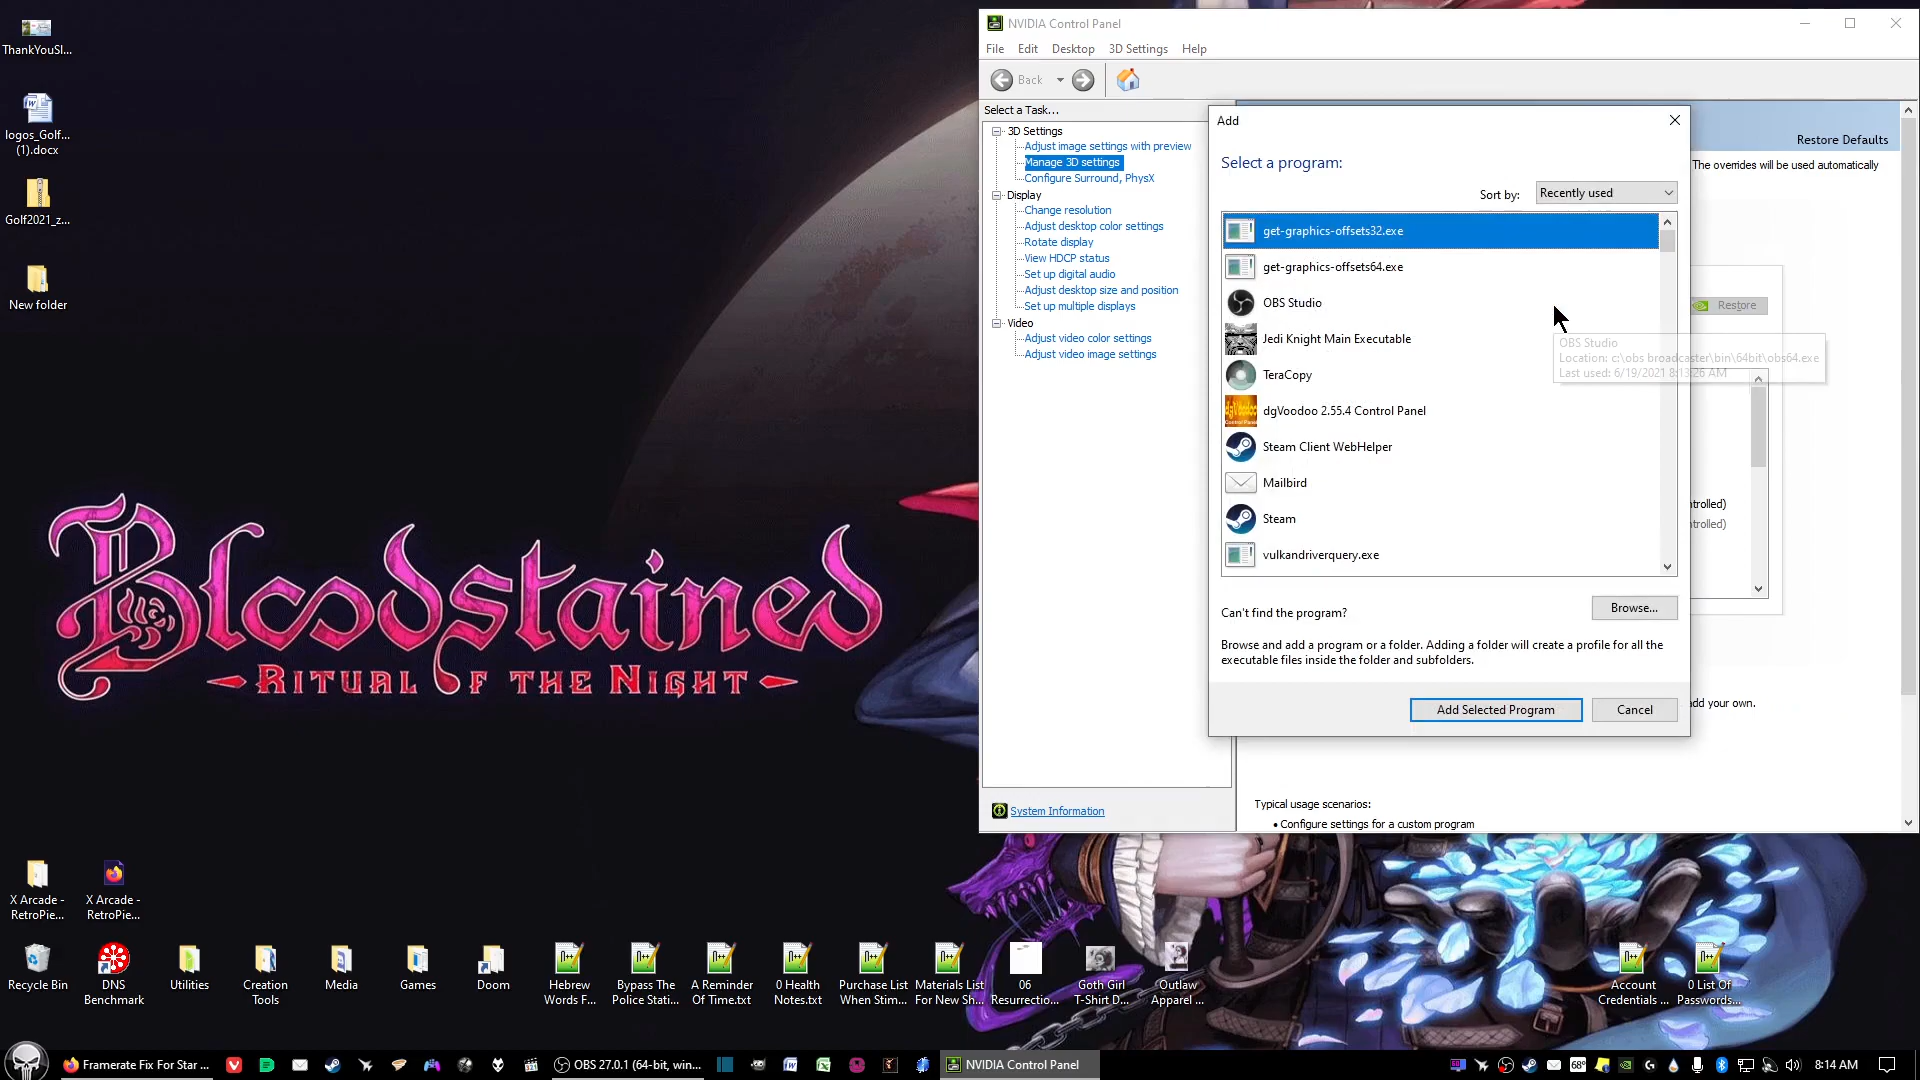 ThankYouSl...
logos_Golf...
(1).docx
Golf2021_z...
New folder
Bloodstained
RITUAL OF THE NIGHT
NVIDIA Control Panel
File Edit Desktop 3D Settings Help
Back
Select a Task...
3D Settings
Adjust image settings with preview
Manage 3D settings
Configure Surround, PhysX
Display
Change resolution
Adjust desktop color settings
Rotate display
View HDCP status
Set up digital audio
Adjust desktop size and position
Set up multiple displays
Video
Adjust video color settings
Adjust video image settings
System Information
Restore Defaults
The overrides will be used automatically
Restore
trolled)
trolled)
add your own.
Typical usage scenarios:
• Configure settings for a custom program
Add
Select a program:
Sort by: Recently used
get-graphics-offsets32.exe
get-graphics-offsets64.exe
OBS Studio
Jedi Knight Main Executable
TeraCopy
dgVoodoo 2.55.4 Control Panel
Steam Client WebHelper
Mailbird
Steam
vulkandriverquery.exe
OBS Studio
Location: c:\obs broadcaster\bin\64bit\obs64.exe
Last used: 6/19/2021 8:13:26 AM
Can't find the program?
Browse...
Browse and add a program or a folder. Adding a folder will create a profile for all the
executable files inside the folder and subfolders.
Add Selected Program
Cancel
X Arcade -
RetroPie...
X Arcade -
RetroPie...
Recycle Bin
DNS
Benchmark
Utilities
Creation
Tools
Media
Games
Doom
Hebrew
Words F...
Bypass The
Police Stati...
A Reminder
Of Time.txt
0 Health
Notes.txt
Purchase List
When Stim...
Materials List
For New Sh...
06
Resurrectio...
Goth Girl
T-Shirt D...
Outlaw
Apparel ...
Account
Credentials ...
0 List Of
Passwords...
Framerate Fix For Star ...
OBS 27.0.1 (64-bit, win...
NVIDIA Control Panel
68°
8:14 AM